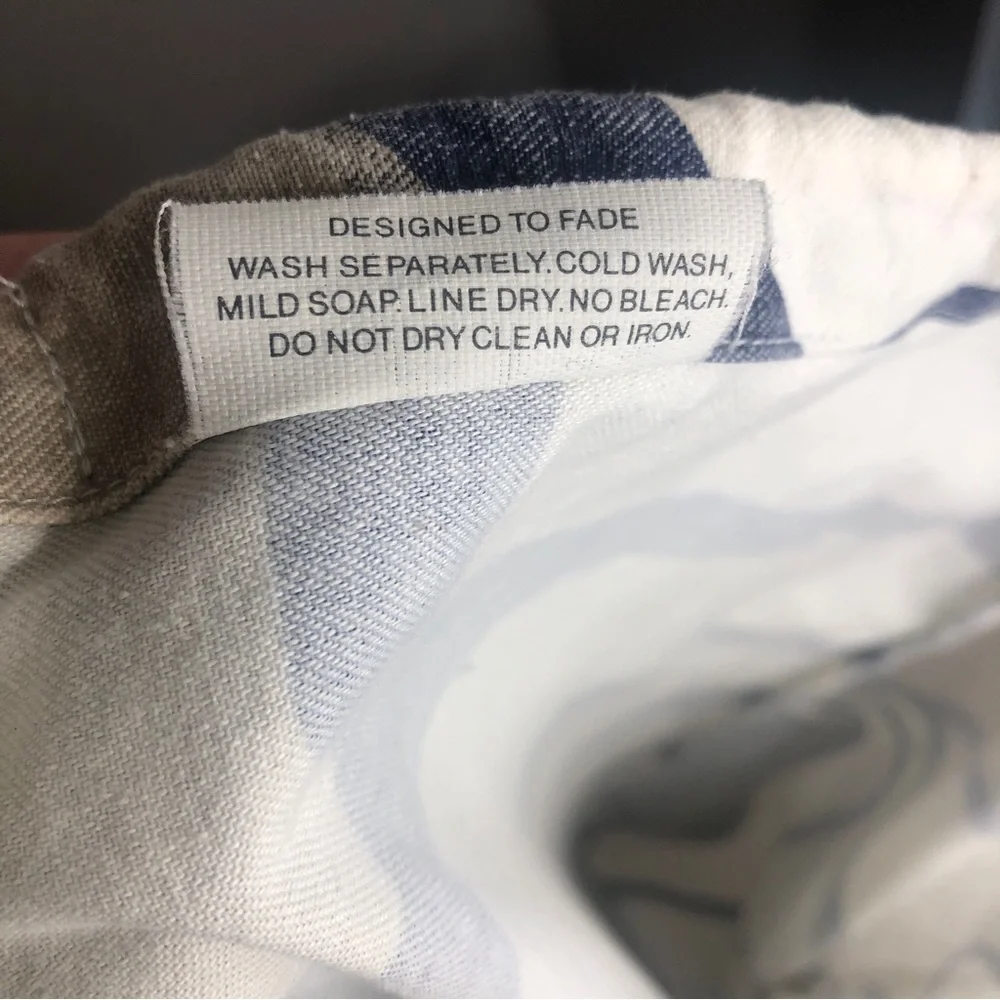 DESIGNED TO FADE
WASH SEPARATELY. COLD WASH,
MILD SOAP. LINE DRY. NO BLEACH.
DO NOT DRY CLEAN OR IRON.